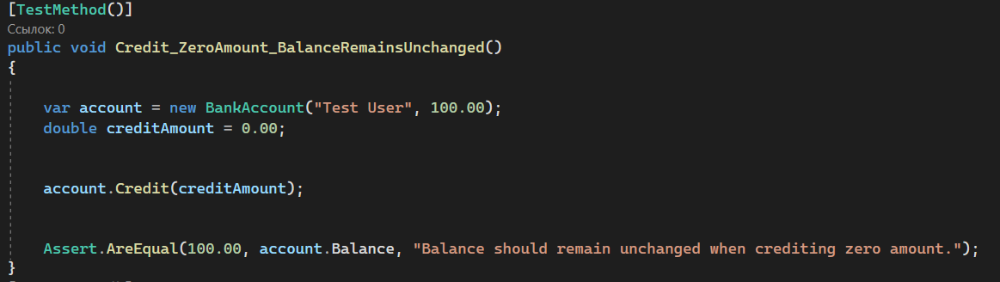 [TestMethod()]
Ссылок: 0
public void Credit_ZeroAmount_BalanceRemainsUnchanged()
{
var account = new BankAccount("Test User", 100.00);
double creditAmount = 0.00;
account.Credit(creditAmount);
Assert.AreEqual(100.00, account.Balance, "Balance should remain unchanged when crediting zero amount.");
}